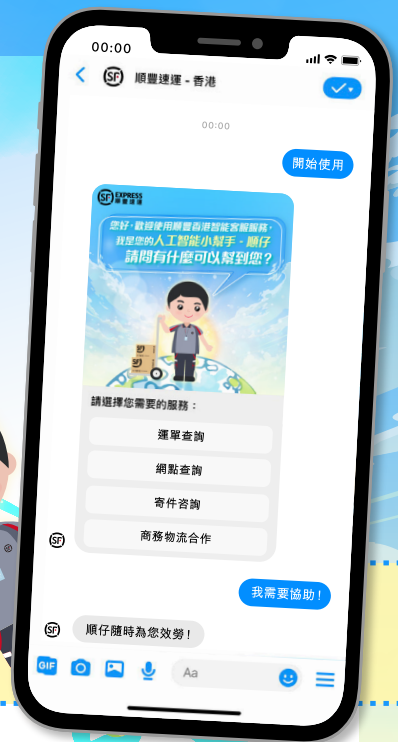 00:00
SF
順豐速運 - 香港
00:00
開始使用
SF EXPRESS
順豐速運
您好，歡迎使用順豐香港智能客服服務，
我是您的人工智能小幫手 - 順仔
請問有什麼可以幫到您？
請選擇您需要的服務：
運單查詢
網點查詢
寄件咨詢
商務物流合作
SF
我需要協助！
SF
順仔隨時為您效勞！
GIF
Aa